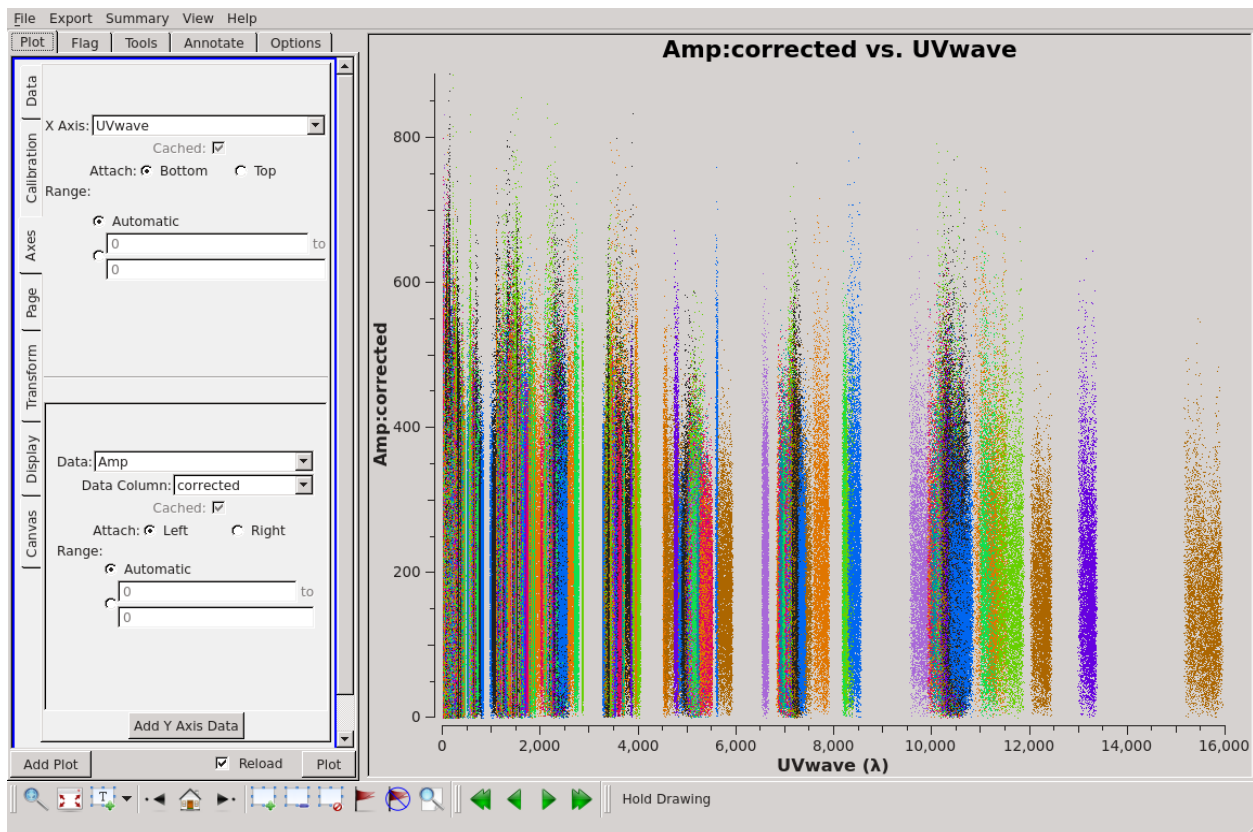 File Export Summary View Help
Plot Flag Tools Annotate Options
Data
Calibration
Axes
Page
Transform
Display
Canvas
X Axis: UVwave
Cached:
Attach: Bottom Top
Range:
Automatic
0 to
0
Data: Amp
Data Column: corrected
Cached:
Attach: Left Right
Range:
Automatic
0 to
0
Add Y Axis Data
Add Plot Reload Plot
Amp:corrected vs. UVwave
Amp:corrected
800
600
400
200
0
0 2,000 4,000 6,000 8,000 10,000 12,000 14,000 16,000
UVwave (λ)
T
Hold Drawing